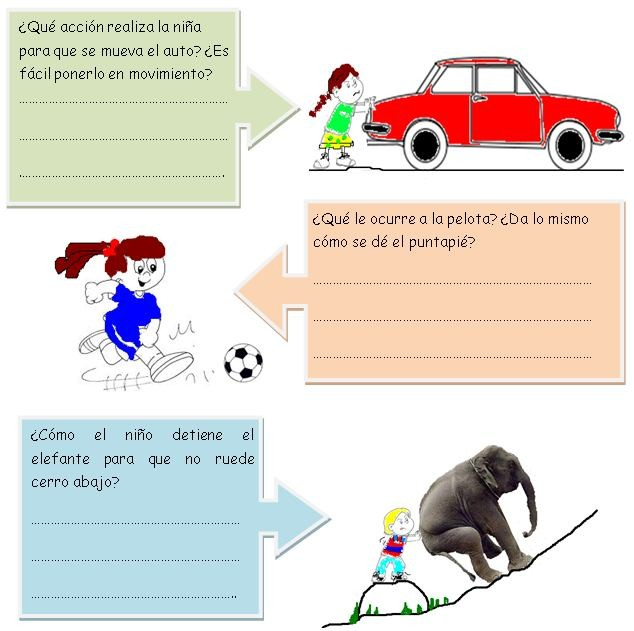 ¿Qué acción realiza la niña
para que se mueva el auto? ¿Es
fácil ponerlo en movimiento?
¿Qué le ocurre a la pelota? ¿Da lo mismo
cómo se dé el puntapié?
¿Cómo el niño detiene el
elefante para que no ruede
cerro abajo?